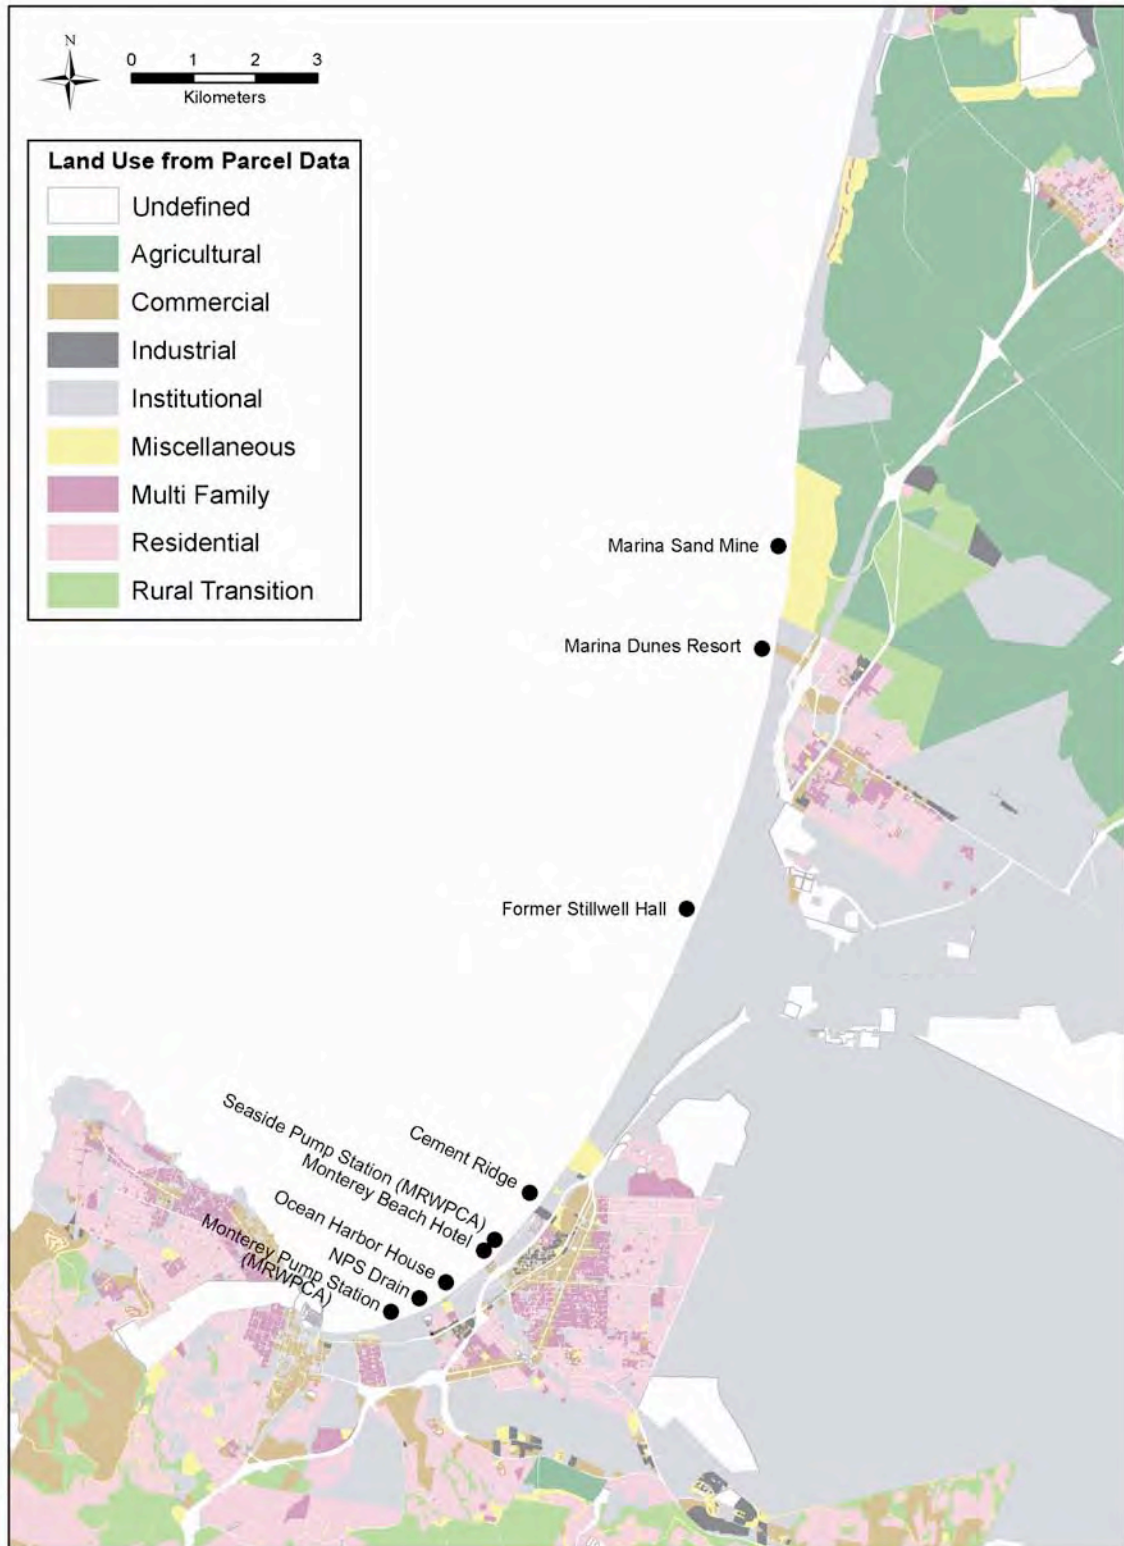 N
0 1 2 3
Kilometers
Land Use from Parcel Data
Undefined
Agricultural
Commercial
Industrial
Institutional
Miscellaneous
Multi Family
Residential
Rural Transition
Marina Sand Mine
Marina Dunes Resort
Former Stillwell Hall
Cement Ridge
Seaside Pump Station (MRWPCA)
Monterey Beach Hotel
Ocean Harbor House
NPS Drain
Monterey Pump Station
(MRWPCA)